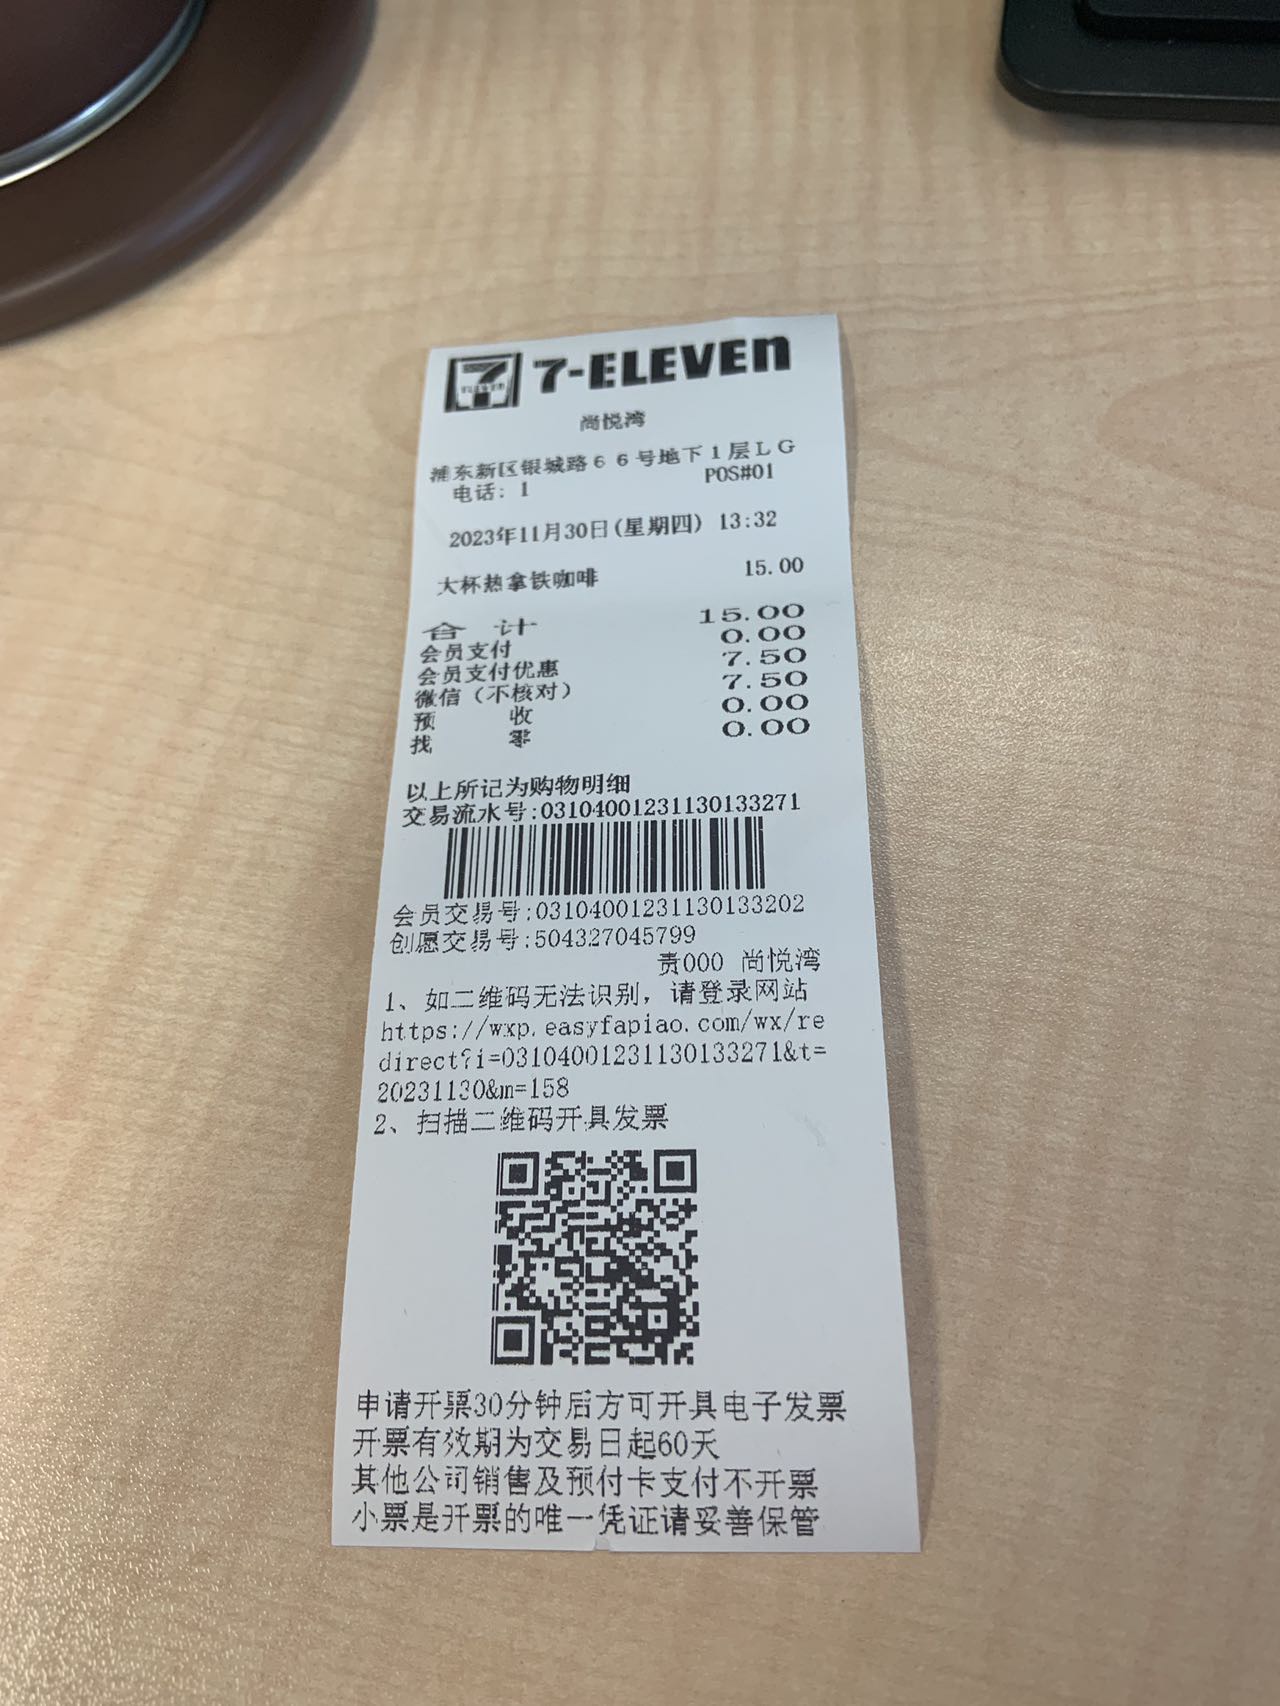 7-ELEVEn
7-ELEVEn
尚悦湾
浦东新区银城路66号地下1层LG
电话: 1 POS#01
2023年11月30日(星期四) 13:32
大杯热拿铁咖啡 15.00
合 计 15.00
会员支付 0.00
会员支付优惠 7.50
微信(不核对) 7.50
预 收 0.00
找 零 0.00
以上所记为购物明细
交易流水号:03104001231130133271
会员交易号:03104001231130133202
创愿交易号:504327045799
责000 尚悦湾
1、如二维码无法识别，请登录网站
https://wxp.easyfapiao.com/wx/re
direct?i=03104001231130133271&t=
20231130&m=158
2、扫描二维码开具发票
申请开票30分钟后方可开具电子发票
开票有效期为交易日起60天
其他公司销售及预付卡支付不开票
小票是开票的唯一凭证请妥善保管